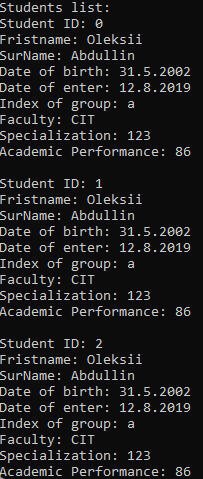 Students list:
Student ID: 0
Fristname: Oleksii
SurName: Abdullin
Date of birth: 31.5.2002
Date of enter: 12.8.2019
Index of group: a
Faculty: CIT
Specialization: 123
Academic Performance: 86
Student ID: 1
Fristname: Oleksii
SurName: Abdullin
Date of birth: 31.5.2002
Date of enter: 12.8.2019
Index of group: a
Faculty: CIT
Specialization: 123
Academic Performance: 86
Student ID: 2
Fristname: Oleksii
SurName: Abdullin
Date of birth: 31.5.2002
Date of enter: 12.8.2019
Index of group: a
Faculty: CIT
Specialization: 123
Academic Performance: 86